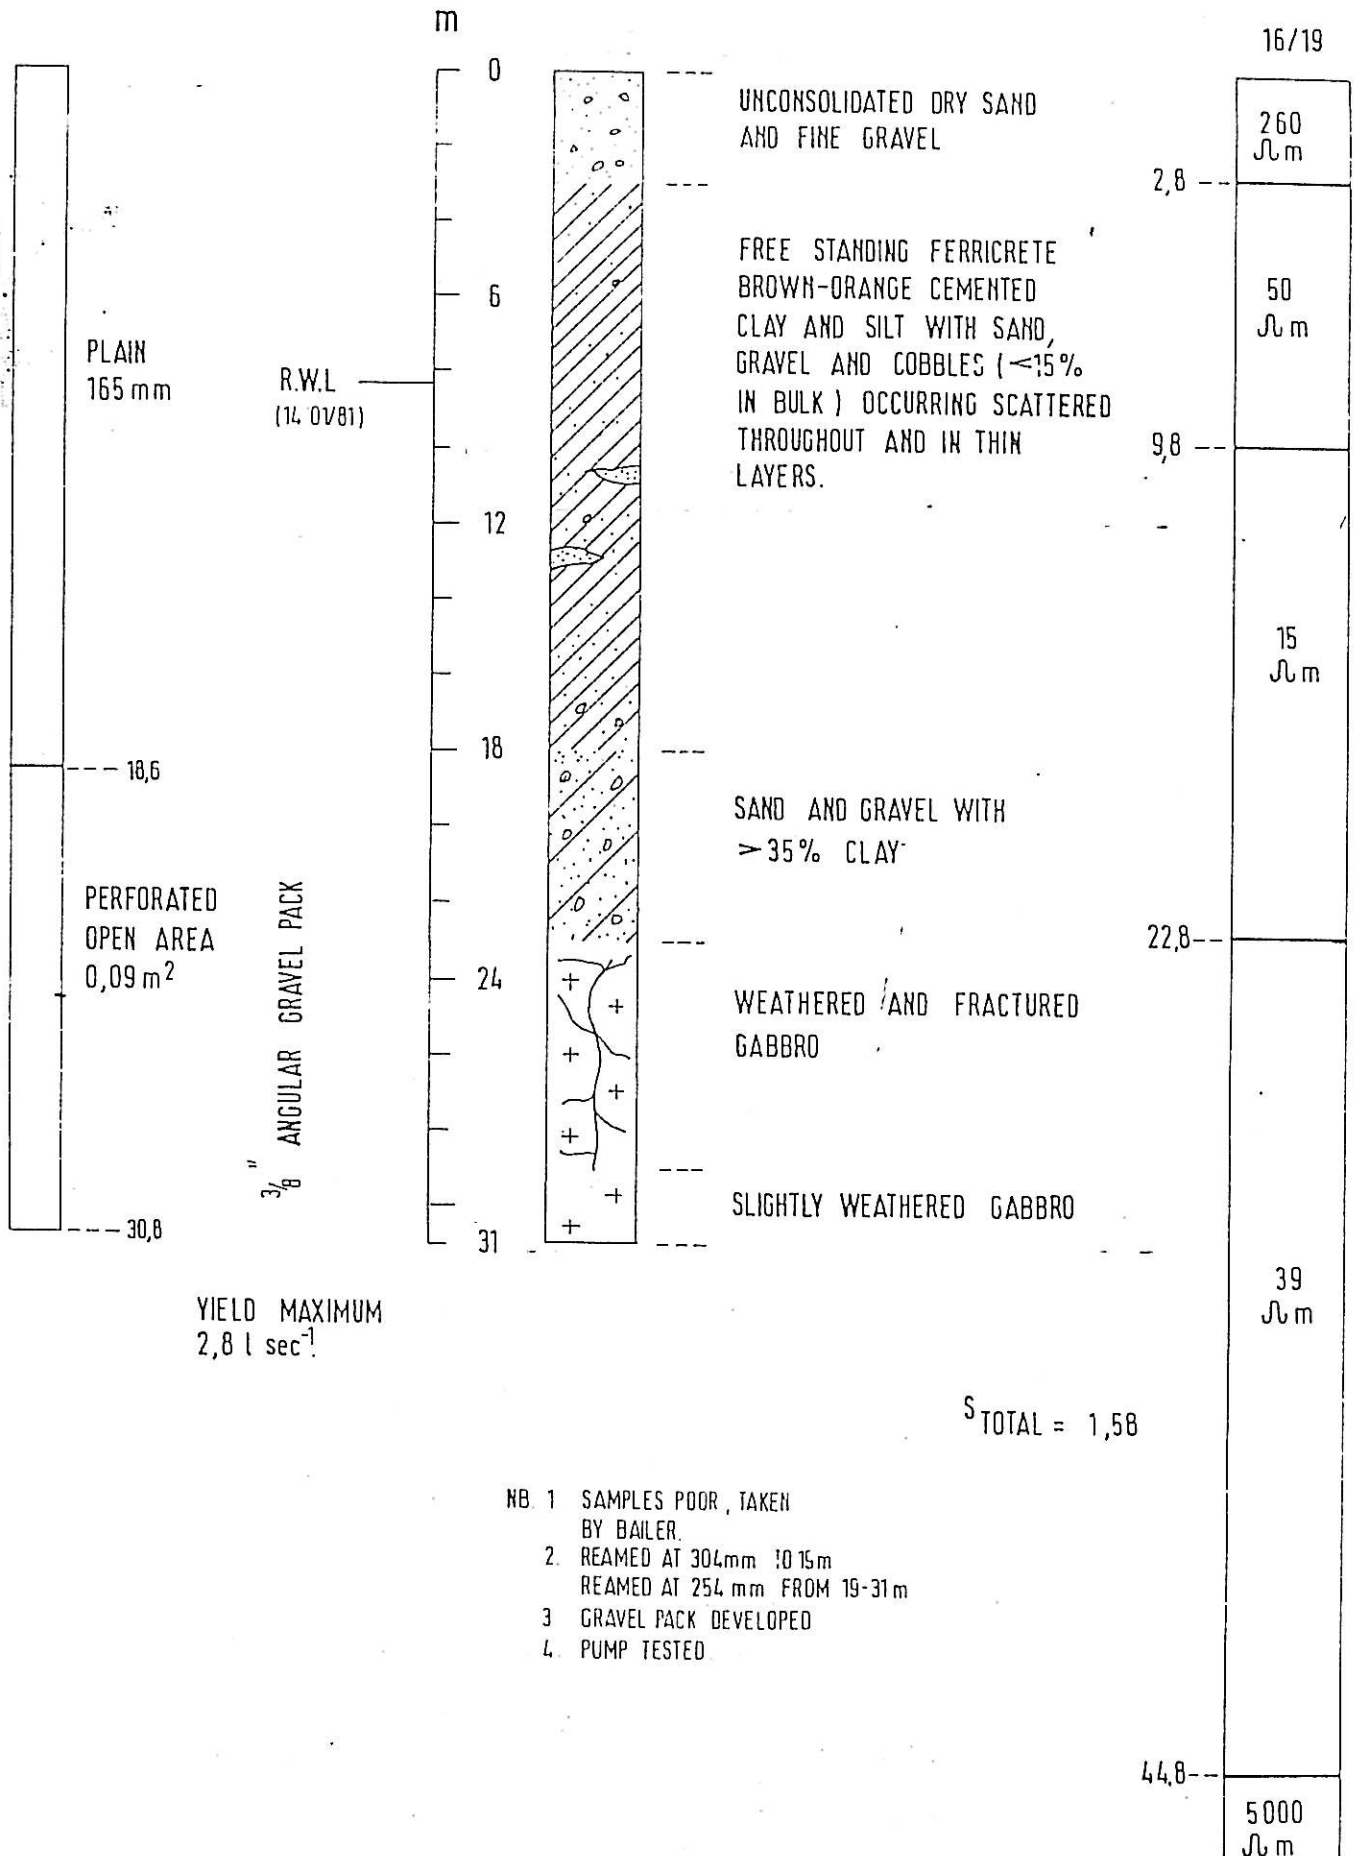 m
16/19
0
6
12
18
24
31
PLAIN
165 mm
18,6
PERFORATED
OPEN AREA
0,09 m²
30,8
R.W.L
(14 01/81)
3/8" ANGULAR GRAVEL PACK
YIELD MAXIMUM
2,8 l sec⁻¹.
UNCONSOLIDATED DRY SAND
AND FINE GRAVEL
FREE STANDING FERRICRETE
BROWN-ORANGE CEMENTED
CLAY AND SILT WITH SAND,
GRAVEL AND COBBLES (<15%
IN BULK) OCCURRING SCATTERED
THROUGHOUT AND IN THIN
LAYERS.
SAND AND GRAVEL WITH
>35% CLAY
WEATHERED AND FRACTURED
GABBRO
SLIGHTLY WEATHERED GABBRO
260
Ωm
2,8
50
Ωm
9,8
15
Ωm
22,8
39
Ωm
44,8
5000
Ωm
S TOTAL = 1,58
NB. 1 SAMPLES POOR, TAKEN
BY BAILER.
2. REAMED AT 304mm TO 15m
REAMED AT 254 mm FROM 19-31m
3 GRAVEL PACK DEVELOPED
4. PUMP TESTED